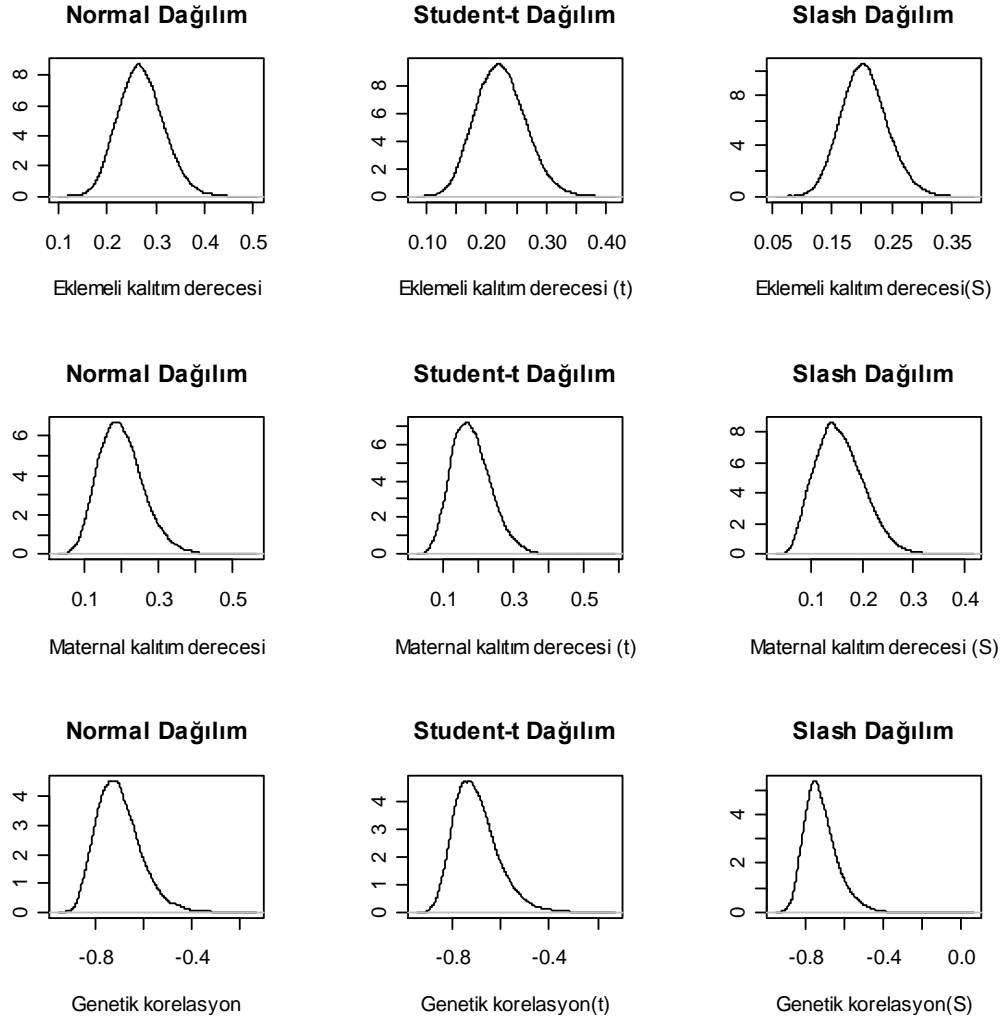 Normal Dağılım
Student-t Dağılım
Slash Dağılım
0 2 4 6 8
0.1 0.2 0.3 0.4 0.5
Eklemeli kalıtım derecesi
0 2 4 6 8
0.10 0.20 0.30 0.40
Eklemeli kalıtım derecesi (t)
0 4 8
0.05 0.15 0.25 0.35
Eklemeli kalıtım derecesi(S)
Normal Dağılım
Student-t Dağılım
Slash Dağılım
0 2 4 6
0.1 0.3 0.5
Maternal kalıtım derecesi
0 2 4 6
0.1 0.3 0.5
Maternal kalıtım derecesi (t)
0 2 4 6 8
0.1 0.2 0.3 0.4
Maternal kalıtım derecesi (S)
Normal Dağılım
Student-t Dağılım
Slash Dağılım
0 1 2 3 4
-0.8 -0.4
Genetik korelasyon
0 1 2 3 4
-0.8 -0.4
Genetik korelasyon(t)
0 2 4
-0.8 -0.4 0.0
Genetik korelasyon(S)